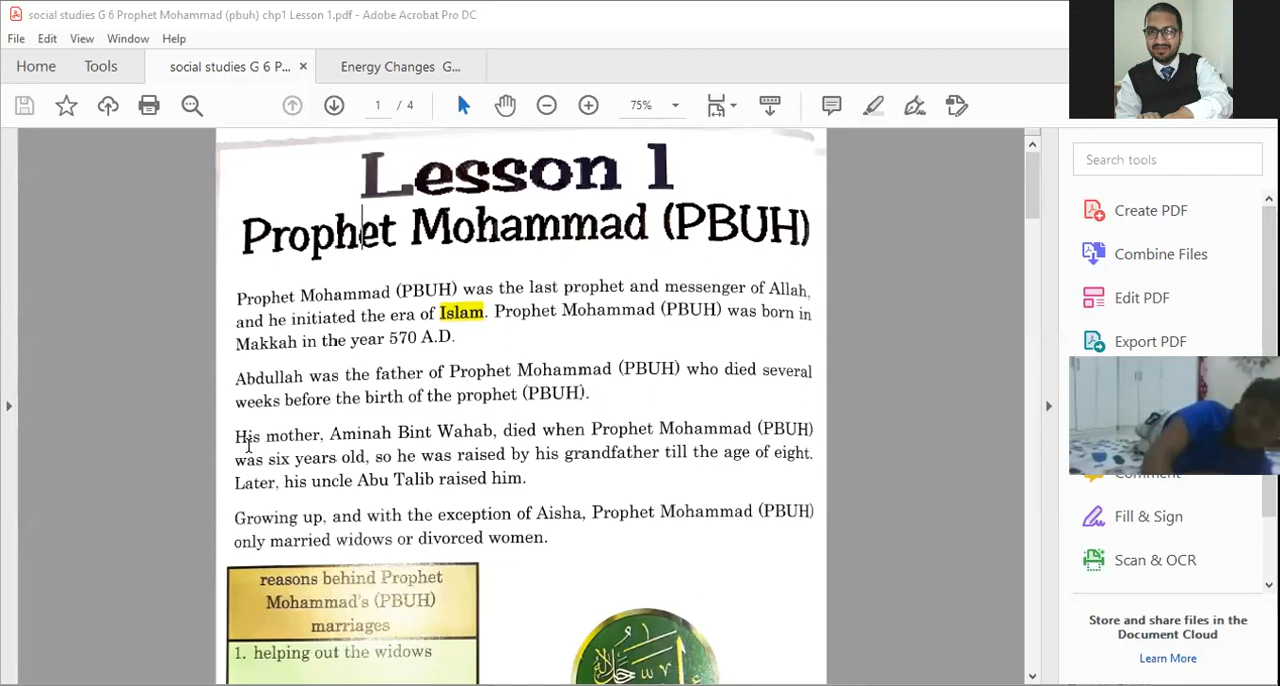 social studies G 6 Prophet Mohammad (pbuh) chp1 Lesson 1.pdf - Adobe Acrobat Pro DC
File Edit View Window Help
Home Tools social studies G 6 P... × Energy Changes G...
1 / 4 75%
Lesson 1
Prophet Mohammad (PBUH)
Prophet Mohammad (PBUH) was the last prophet and messenger of Allah,
and he initiated the era of Islam. Prophet Mohammad (PBUH) was born in
Makkah in the year 570 A.D.
Abdullah was the father of Prophet Mohammad (PBUH) who died several
weeks before the birth of the prophet (PBUH).
His mother, Aminah Bint Wahab, died when Prophet Mohammad (PBUH)
was six years old, so he was raised by his grandfather till the age of eight.
Later, his uncle Abu Talib raised him.
Growing up, and with the exception of Aisha, Prophet Mohammad (PBUH)
only married widows or divorced women.
reasons behind Prophet
Mohammad's (PBUH)
marriages
1. helping out the widows
Search tools
Create PDF
Combine Files
Edit PDF
Export PDF
Comment
Fill & Sign
Scan & OCR
Store and share files in the
Document Cloud
Learn More